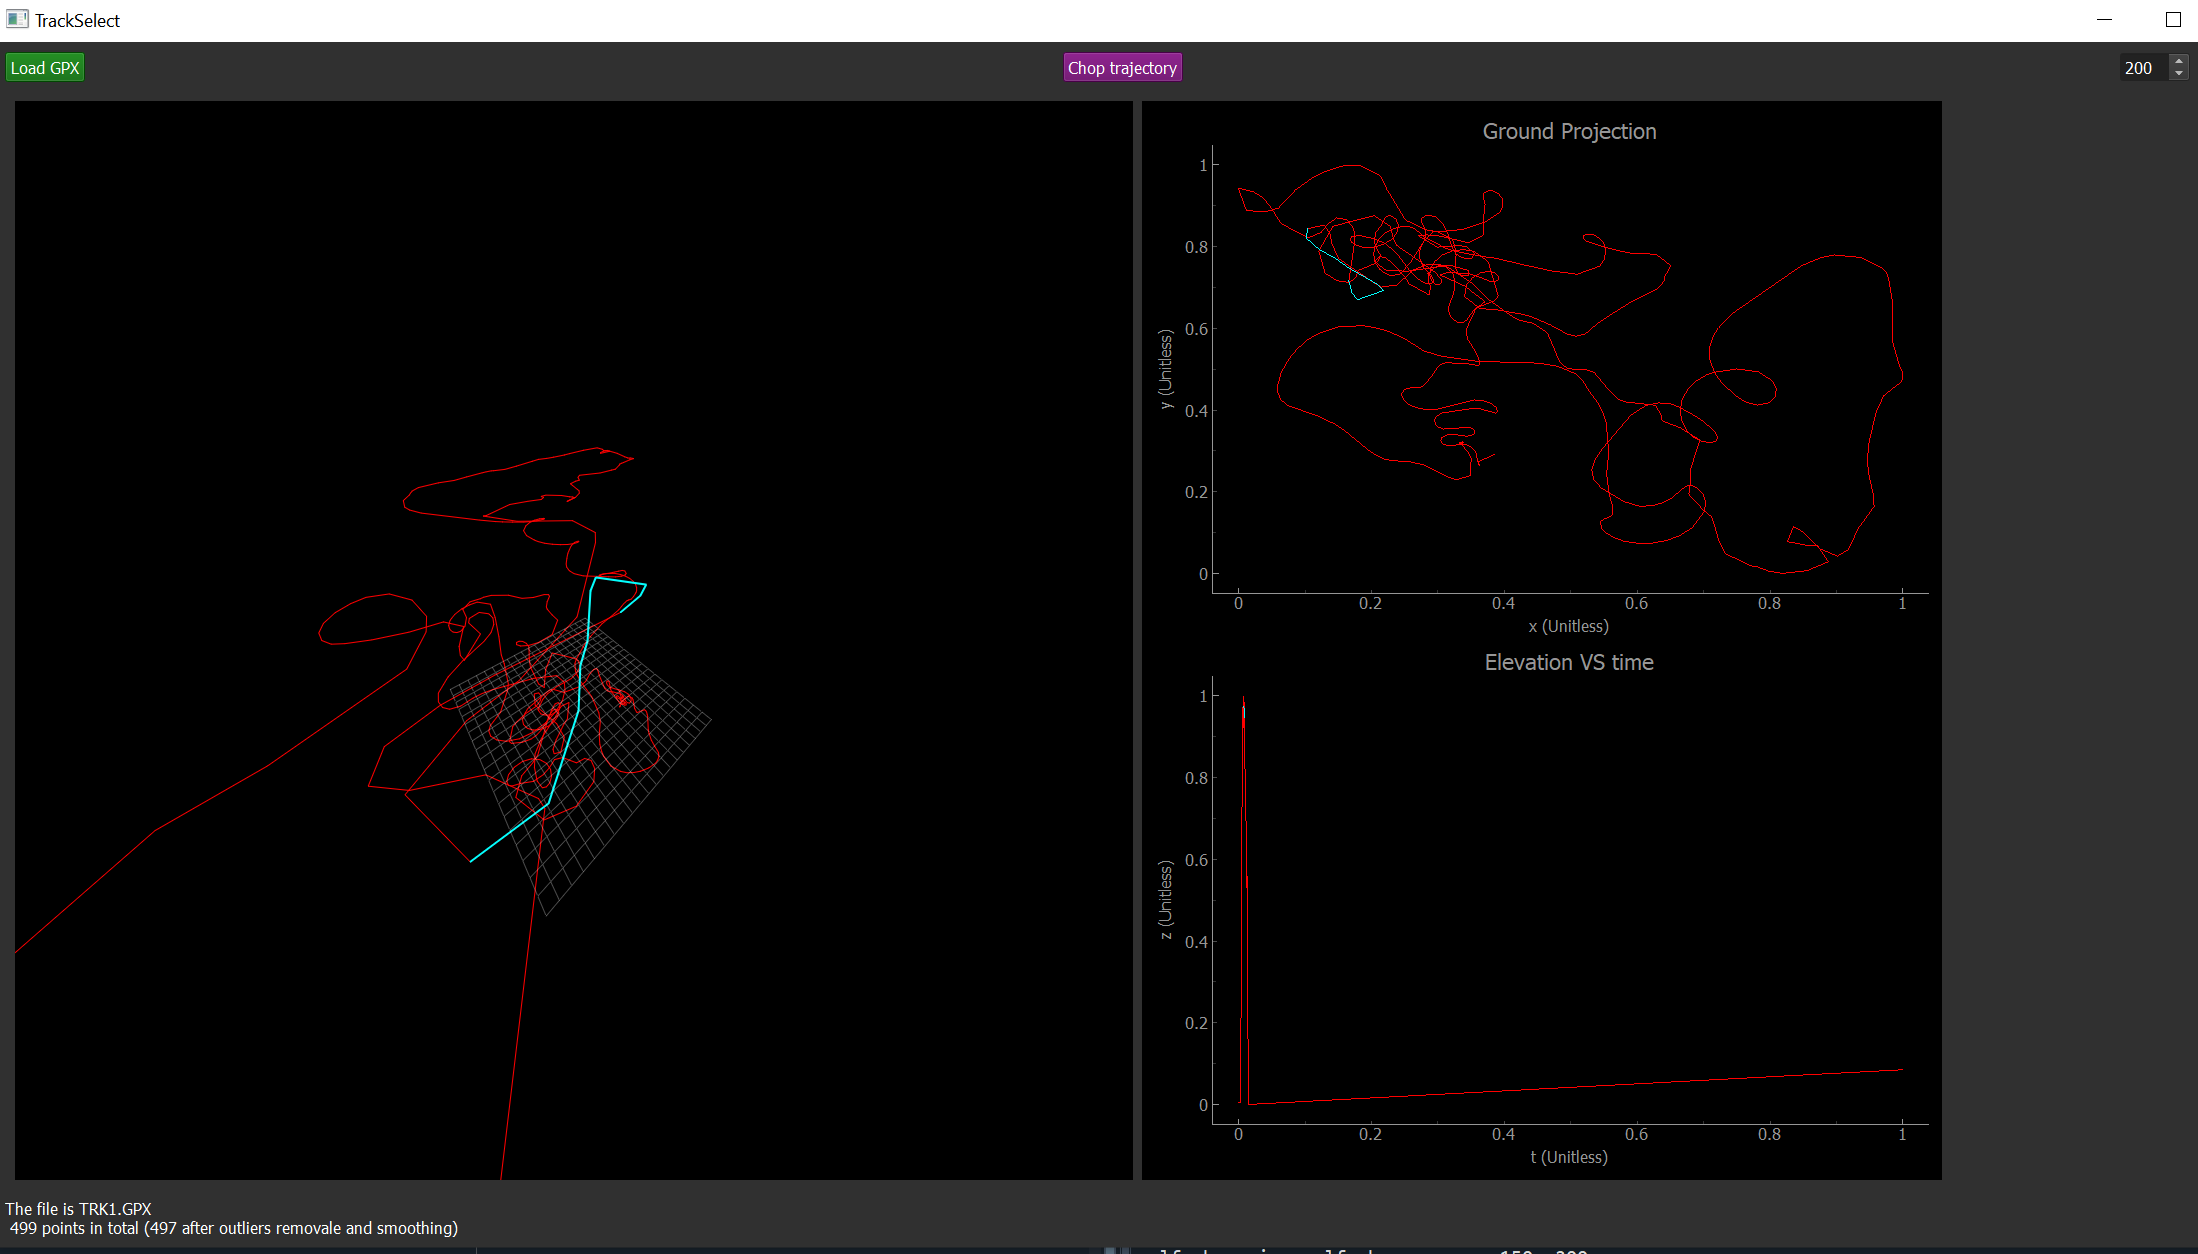 TrackSelect
Load GPX
Chop trajectory
200
Ground Projection
1
0.8
0.6
0.4
0.2
0
y (Unitless)
0 0.2 0.4 0.6 0.8 1
x (Unitless)
Elevation VS time
1
0.8
0.6
0.4
0.2
0
z (Unitless)
0 0.2 0.4 0.6 0.8 1
t (Unitless)
The file is TRK1.GPX
499 points in total (497 after outliers removale and smoothing)